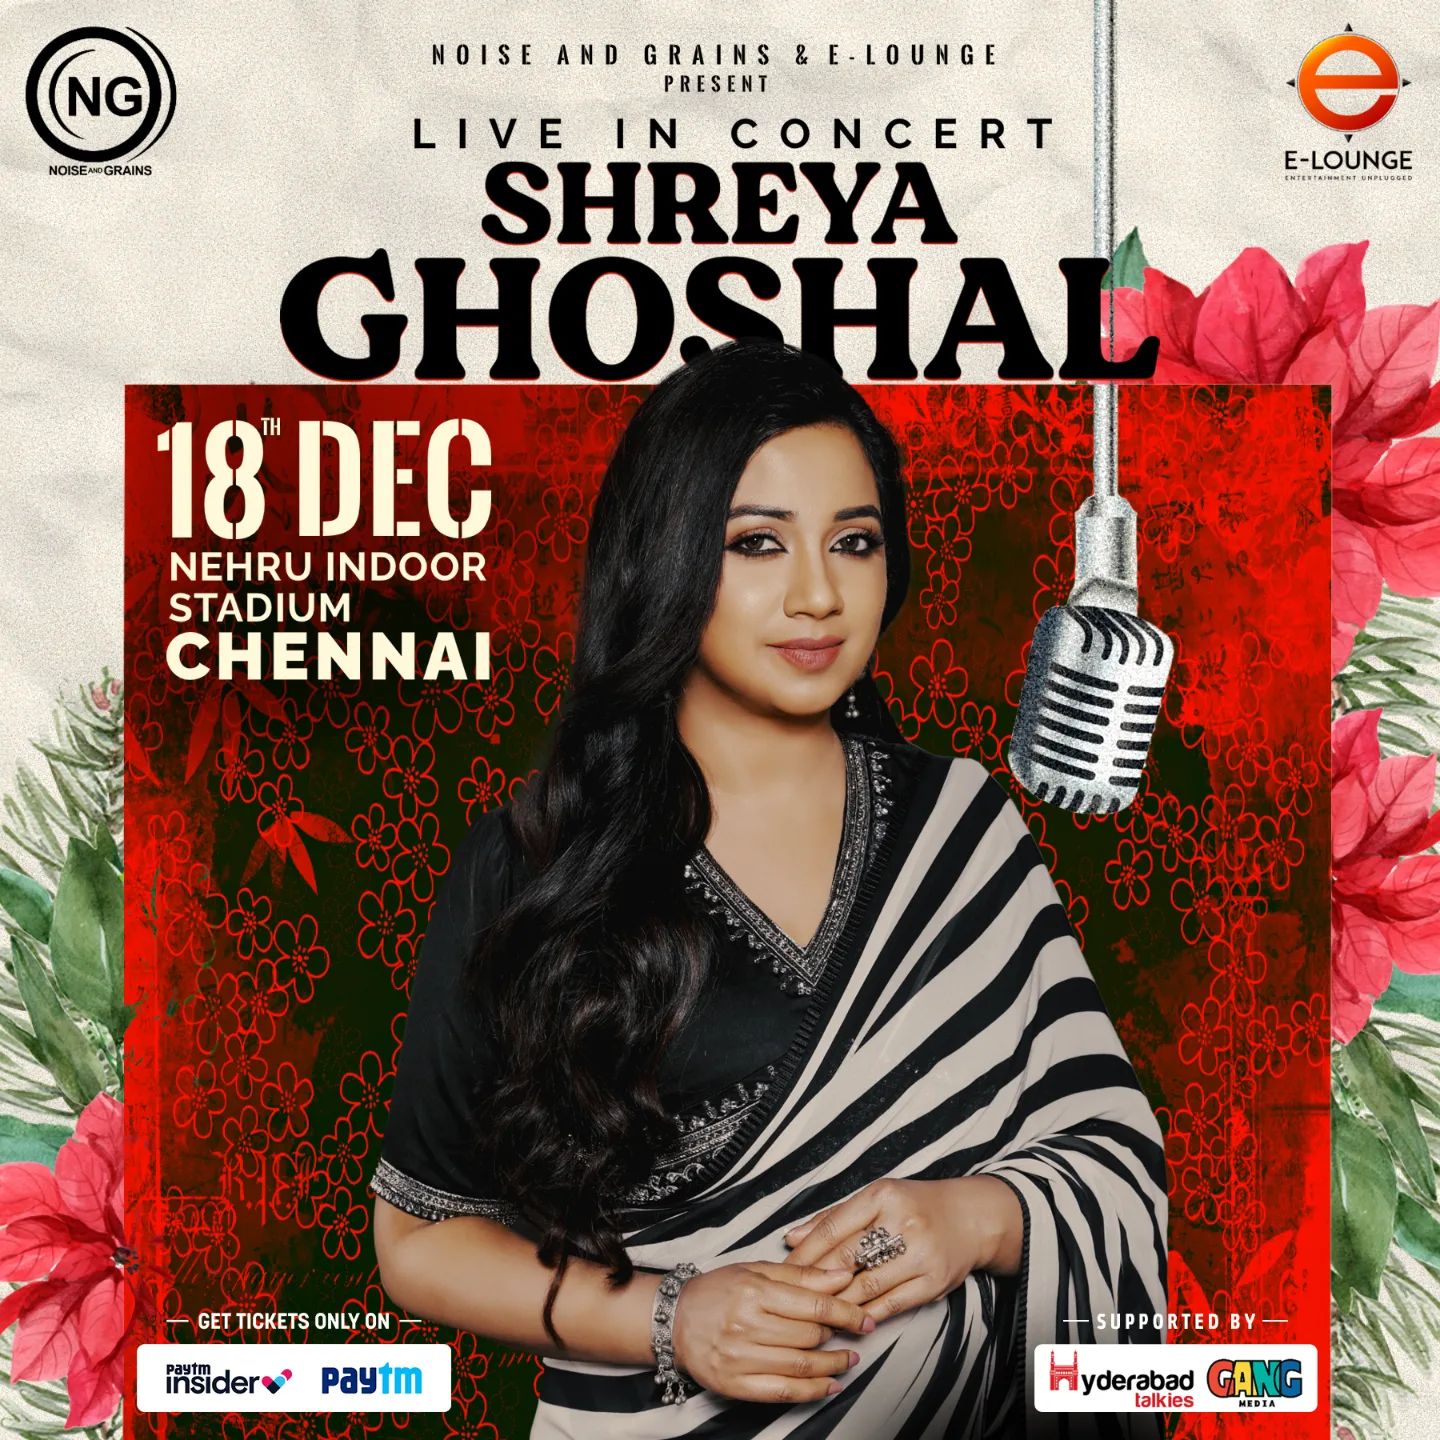 NG
NOISE AND GRAINS
NOISE AND GRAINS & E-LOUNGE
PRESENT
e
E-LOUNGE
ENTERTAINMENT UNPLUGGED
LIVE IN CONCERT
SHREYA
GHOSHAL
18TH DEC
NEHRU INDOOR
STADIUM
CHENNAI
GET TICKETS ONLY ON
paytm
insider
paytm
SUPPORTED BY
Hyderabad
talkies
GANG
MEDIA